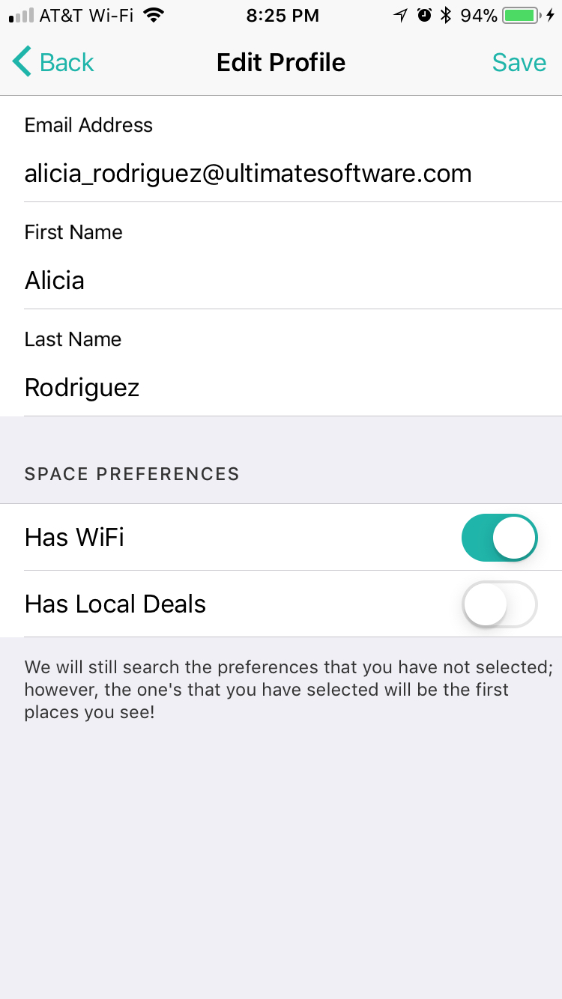 AT&T Wi-Fi 8:25 PM 94%
Back Edit Profile Save
Email Address
alicia_rodriguez@ultimatesoftware.com
First Name
Alicia
Last Name
Rodriguez
SPACE PREFERENCES
Has WiFi
Has Local Deals
We will still search the preferences that you have not selected;
however, the one's that you have selected will be the first
places you see!